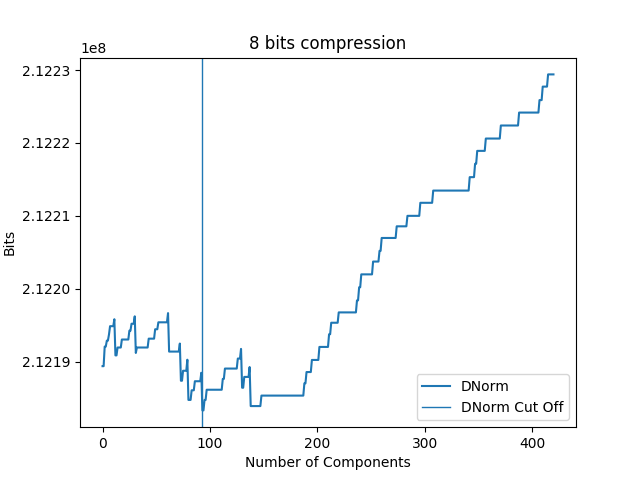 8 bits compression
1e8
2.1223
2.1222
2.1221
2.1220
2.1219
Bits
0
100
200
300
400
Number of Components
DNorm
DNorm Cut Off